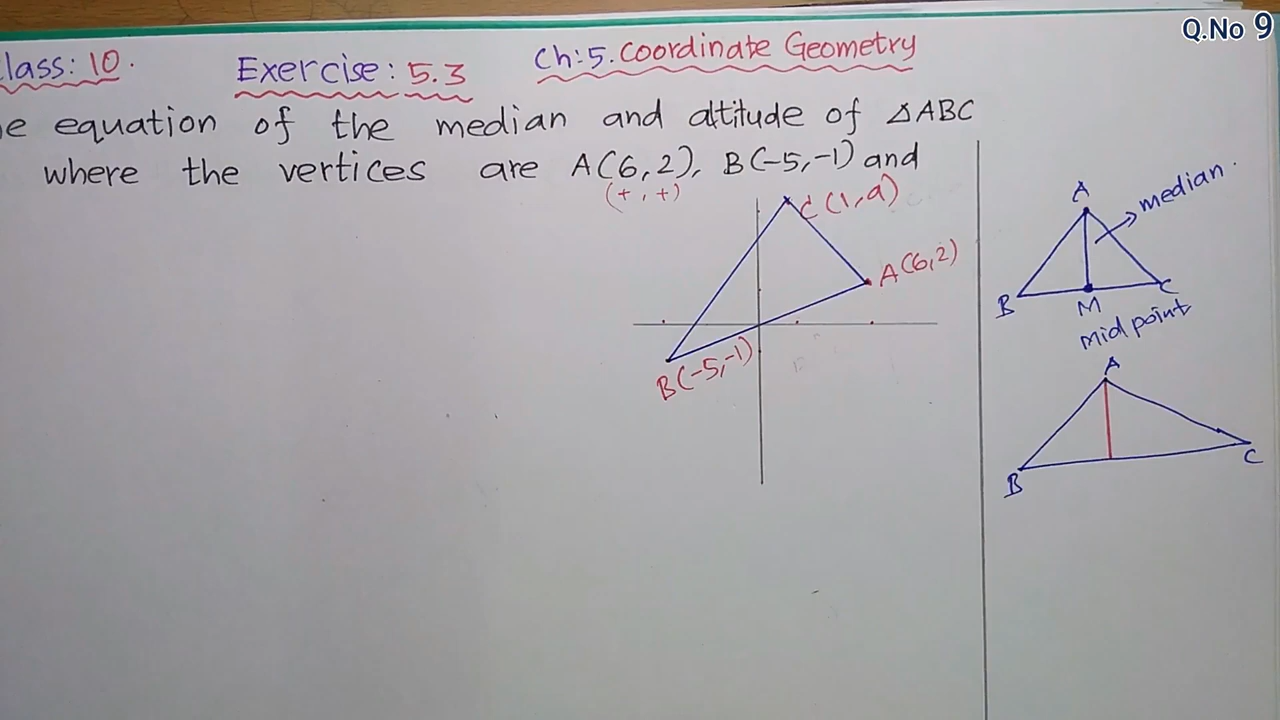 Q.No 9
lass: 10. Exercise: 5.3 Ch:5. Coordinate Geometry
e equation of the median and altitude of △ABC
where the vertices are A(6,2), B(-5,-1) and
(+,+)
C(1,9)
A(6,2)
B(-5,-1)
A
median
B M C
mid point
A
B C